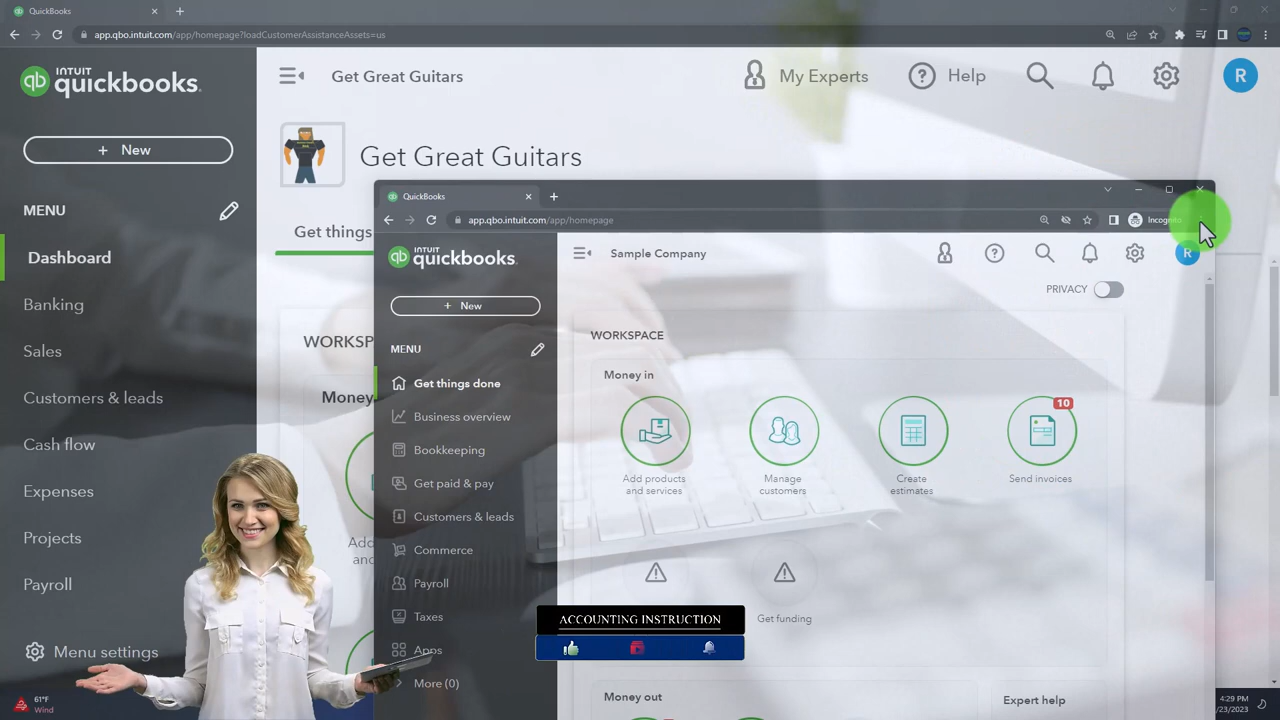 QuickBooks
app.qbo.intuit.com/app/homepage?loadCustomerAssistanceAssets=us
INTUIT
quickbooks.
Get Great Guitars
My Experts
Help
R
+ New
Get Great Guitars
MENU
Get things
Dashboard
Banking
Sales
Customers & leads
Cash flow
Expenses
Projects
Payroll
Menu settings
WORKSP
Money
Add
and
QuickBooks
app.qbo.intuit.com/app/homepage
Incognito
INTUIT
quickbooks.
Sample Company
R
PRIVACY
+ New
MENU
Get things done
Business overview
Bookkeeping
Get paid & pay
Customers & leads
Commerce
Payroll
Taxes
Apps
More (0)
WORKSPACE
Money in
10
Add products
and services
Manage
customers
Create
estimates
Send invoices
Get funding
Money out
Expert help
ACCOUNTING INSTRUCTION
61°F
Wind
4:29 PM
/23/2023